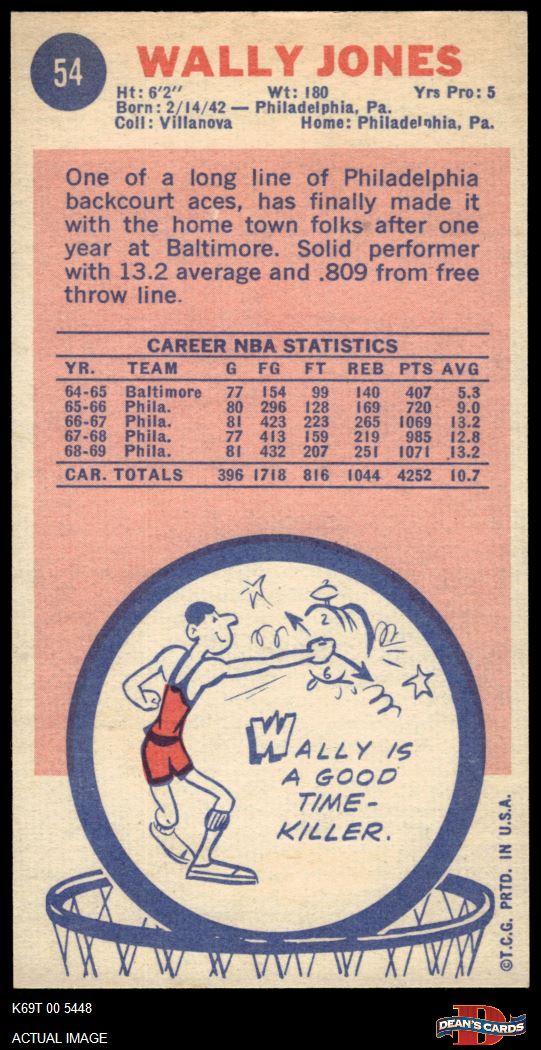 54
WALLY JONES
Ht: 6'2" Wt: 180 Yrs Pro: 5
Born: 2/14/42 — Philadelphia, Pa.
Coll: Villanova Home: Philadelphia, Pa.
One of a long line of Philadelphia
backcourt aces, has finally made it
with the home town folks after one
year at Baltimore. Solid performer
with 13.2 average and .809 from free
throw line.
CAREER NBA STATISTICS
YR. TEAM G FG FT REB PTS AVG
64-65 Baltimore 77 154 99 140 407 5.3
65-66 Phila. 80 296 128 169 720 9.0
66-67 Phila. 81 423 223 265 1069 13.2
67-68 Phila. 77 413 159 219 985 12.8
68-69 Phila. 81 432 207 251 1071 13.2
CAR. TOTALS 396 1718 816 1044 4252 10.7
2
6
WALLY IS
A GOOD
TIME-
KILLER.
©T.C.G. PRTD. IN U.S.A.
K69T 00 5448
ACTUAL IMAGE
D
DEAN'S CARDS